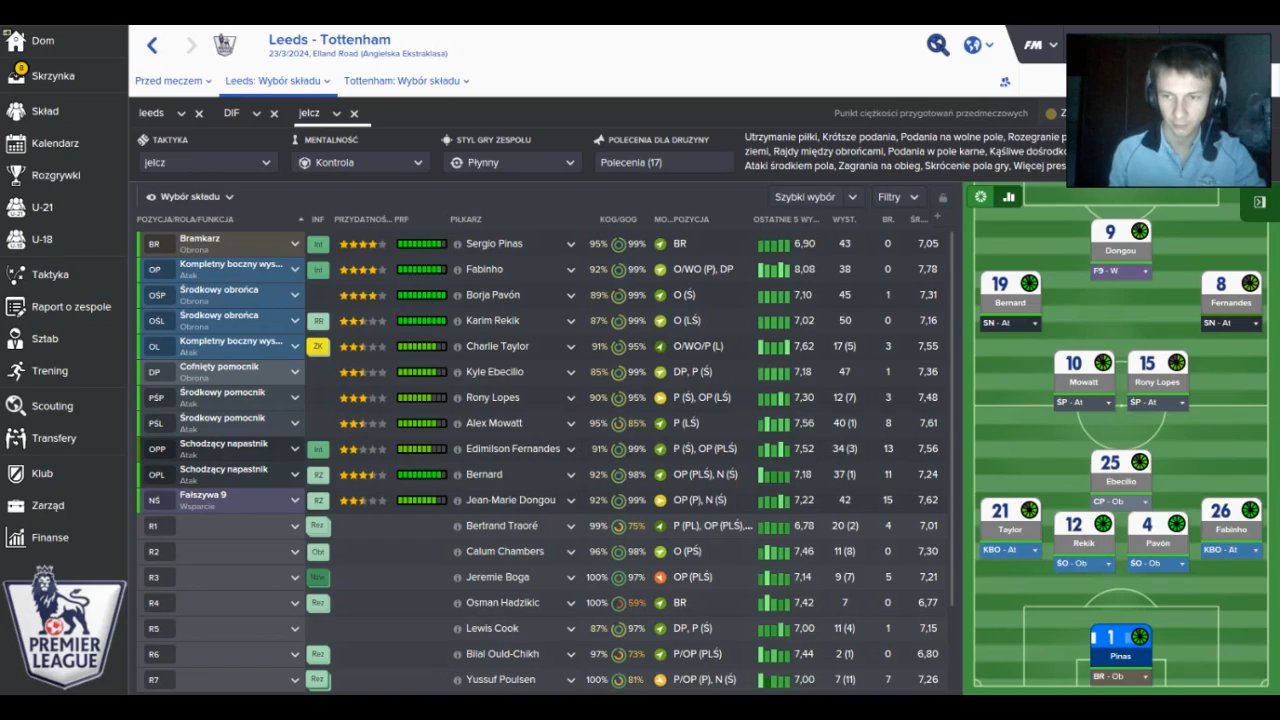 Dom
8
Skrzynka
Skład
Kalendarz
Rozgrywki
U-21
U-18
Taktyka
Raport o zespole
Sztab
Trening
Scouting
Transfery
Klub
Zarząd
Finanse
PREMIER
LEAGUE
Leeds - Tottenham
23/3/2024, Elland Road (Angielska Ekstraklasa)
FM
Przed meczem
Leeds: Wybór składu
Tottenham: Wybór składu
leeds
DIF
jelcz
Punkt ciężkości przygotowań przedmeczowych
TAKTYKA
MENTALNOŚĆ
STYL GRY ZESPOŁU
POLECENIA DLA DRUŻYNY
jelcz
Kontrola
Płynny
Polecenia (17)
Utrzymanie piłki, Krótsze podania, Podania na wolne pole, Rozegranie p
ziemi, Rajdy między obrońcami, Podania w pole karne, Kąśliwe dośrodko
Ataki środkiem pola, Zagrania na obieg, Skrócenie pola gry, Więcej pres
Wybór składu
Szybki wybór
Filtry
POZYCJA/ROLA/FUNKCJA INF PRZYDATNOŚ... PRF PIŁKARZ KOG/GOG MO... POZYCJA OSTATNIE 5 WY... WYST. BR. ŚR....
BR Bramkarz Obrona Int Sergio Pinas 95% 99% BR 6,90 43 0 7,05
OP Kompletny boczny wys... Atak Int Fabinho 92% 99% O/WO (P), DP 8,08 38 0 7,78
OŚP Środkowy obrońca Obrona Borja Pavón 89% 99% O (Ś) 7,10 45 1 7,31
OŚL Środkowy obrońca Obrona RR Karim Rekik 87% 99% O (LŚ) 7,02 50 0 7,16
OL Kompletny boczny wys... Atak ZK Charlie Taylor 91% 95% O/WO/P (L) 7,62 17 (5) 3 7,55
DP Cofnięty pomocnik Obrona Kyle Ebecilio 85% 99% DP, P (Ś) 7,18 47 1 7,36
PŚP Środkowy pomocnik Atak Rony Lopes 90% 95% P (Ś), OP (LŚ) 7,30 12 (7) 3 7,48
PŚL Środkowy pomocnik Atak Alex Mowatt 95% 85% P (LŚ) 7,56 40 (1) 8 7,61
OPP Schodzący napastnik Atak Int Edimilson Fernandes 91% 99% P (Ś), OP (PLŚ) 7,52 34 (3) 13 7,56
OPL Schodzący napastnik Atak RZ Bernard 92% 98% OP (PLŚ), N (Ś) 7,18 37 (1) 11 7,24
NŚ Fałszywa 9 Wsparcie RZ Jean-Marie Dongou 92% 99% OP (P), N (Ś) 7,22 42 15 7,62
R1 Rez Bertrand Traoré 99% 75% P (PL), OP (PLŚ),... 6,78 20 (2) 4 7,01
R2 Obt Calum Chambers 96% 98% O (PŚ) 7,46 11 (8) 0 7,30
R3 Jeremie Boga 100% 97% OP (PLŚ) 7,14 9 (7) 5 7,21
R4 Rez Osman Hadzikic 100% 59% BR 7,42 7 0 6,77
R5 Lewis Cook 87% 97% DP, P (Ś) 7,00 11 (4) 1 7,15
R6 Rez Bilal Ould-Chikh 97% 73% P/OP (PLŚ) 7,44 2 (1) 0 6,80
R7 Rez Yussuf Poulsen 100% 81% P/OP (P), N (Ś) 7,00 7 (11) 7 7,26
9
Dongou
F9 - W
19 8
Bernard Fernandes
SN - At SN - At
10 15
Mowatt Rony Lopes
ŚP - At ŚP - At
25
Ebecilio
CP - Ob
21 12 4 26
Taylor Rekik Pavón Fabinho
KBO - At ŚO - Ob ŚO - Ob KBO - At
1
Pinas
BR - Ob